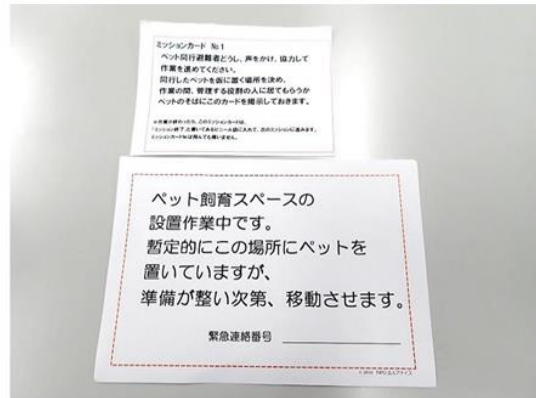 ミッションカード №1
ペット同行避難者どうし、声をかけ、協力して
作業を進めてください。
同行したペットを仮に置く場所を決め、
作業の間、管理する役割の人に居てもらうか
ペットのそばにこのカードを掲示しておきます。
ペット飼育スペースの
設置作業中です。
暫定的にこの場所にペットを
置いていますが、
準備が整い次第、移動させます。
緊急連絡番号